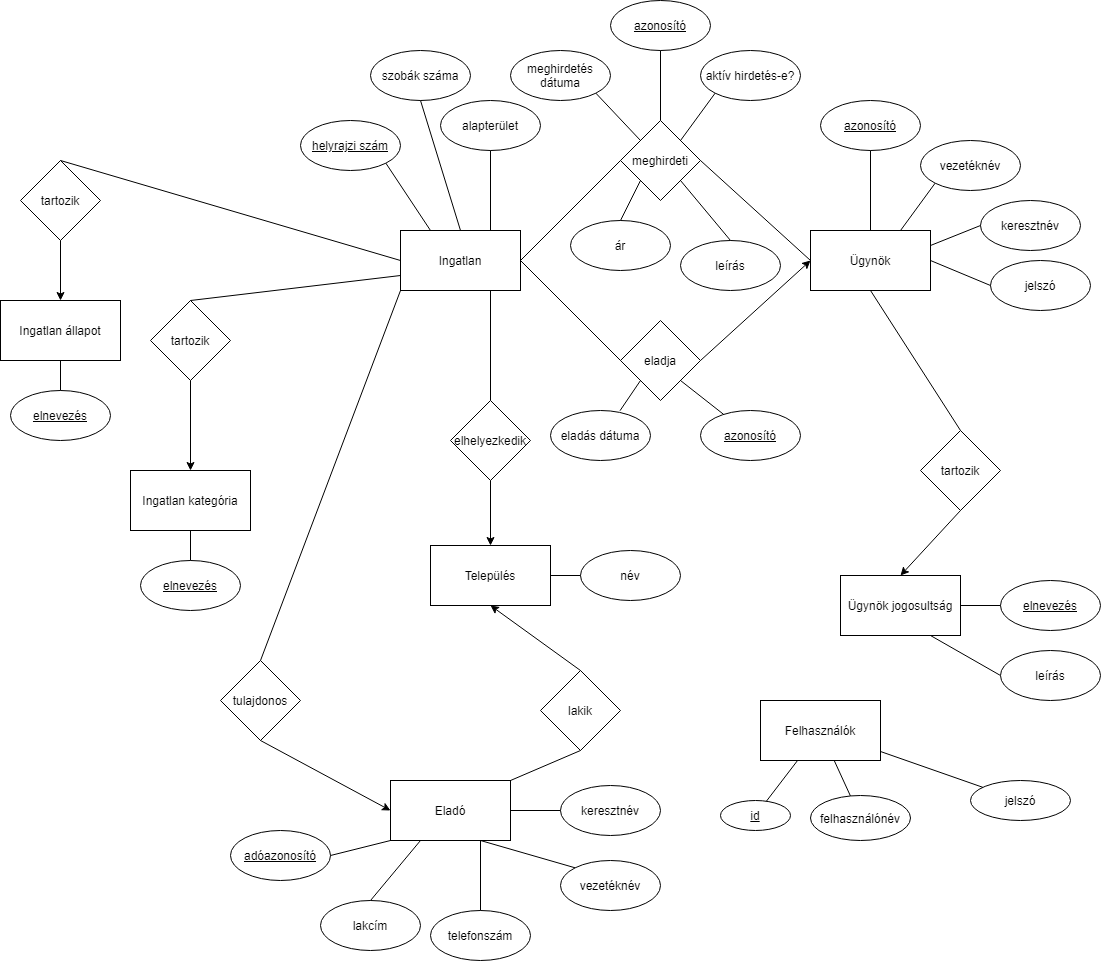 azonosító
meghirdetés
dátuma
aktív hirdetés-e?
szobák száma
alapterület
azonosító
helyrajzi szám
meghirdeti
vezetéknév
tartozik
keresztnév
ár
leírás
Ingatlan
Ügynök
jelszó
Ingatlan állapot
tartozik
eladja
elnevezés
eladás dátuma
azonosító
elhelyezkedik
tartozik
Ingatlan kategória
elnevezés
Település
név
Ügynök jogosultság
elnevezés
leírás
tulajdonos
lakik
Felhasználók
Eladó
keresztnév
id
felhasználónév
jelszó
adóazonosító
vezetéknév
lakcím
telefonszám